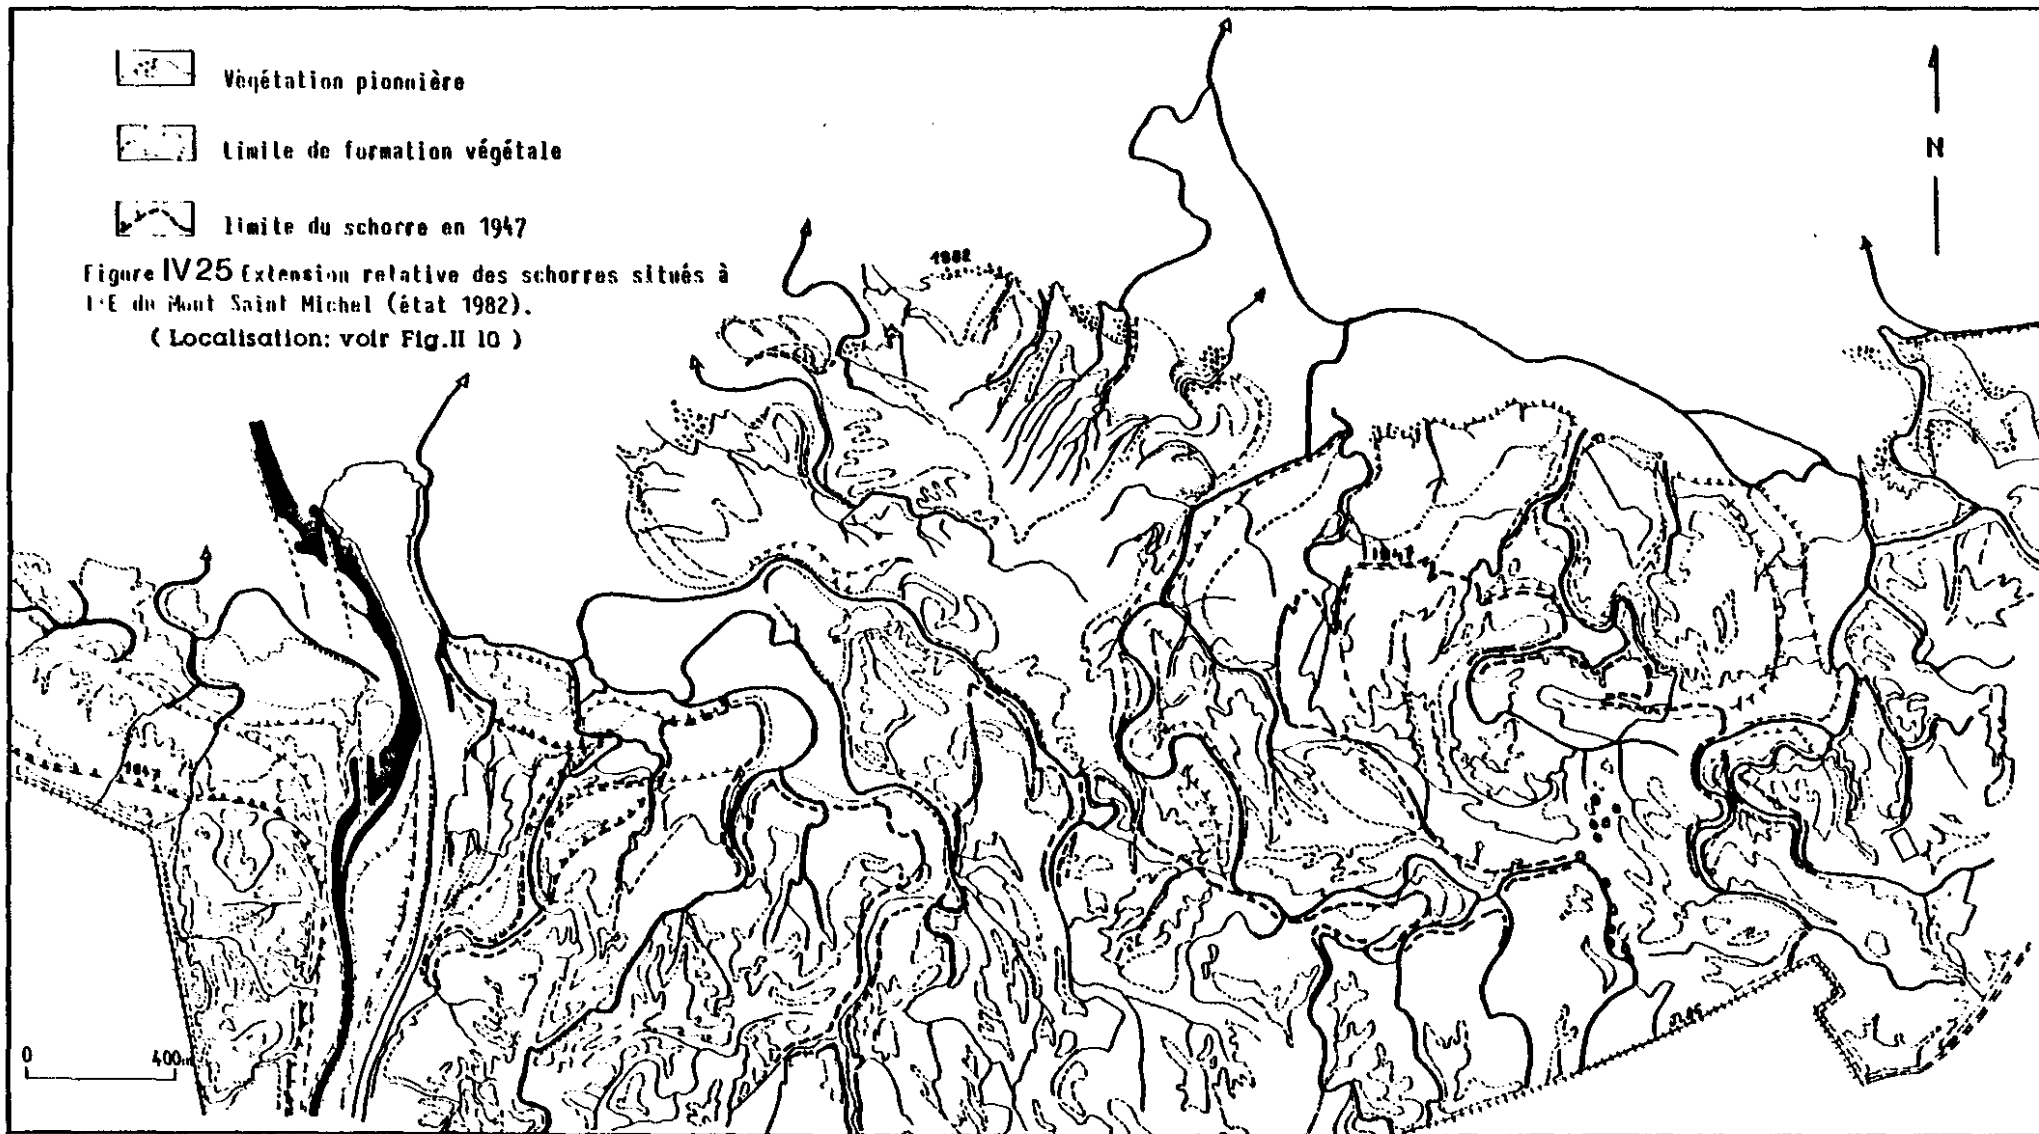 Végétation pionnière
limite de formation végétale
limite du schorre en 1947
Figure IV25 Extension relative des schorres situés à
l'E du Mont Saint Michel (état 1982).
( Localisation: voir Fig.II 10 )
N
1982
1947
1947
0 400m